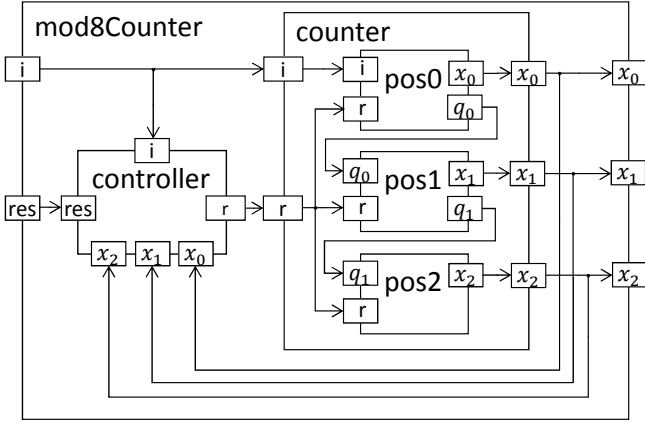 mod8Counter
counter
i
i
i
pos0
x₀
x₀
x₀
r
q₀
i
controller
q₀
pos1
x₁
x₁
x₁
res
res
r
r
r
q₁
x₂
x₁
x₀
q₁
pos2
x₂
x₂
x₂
r